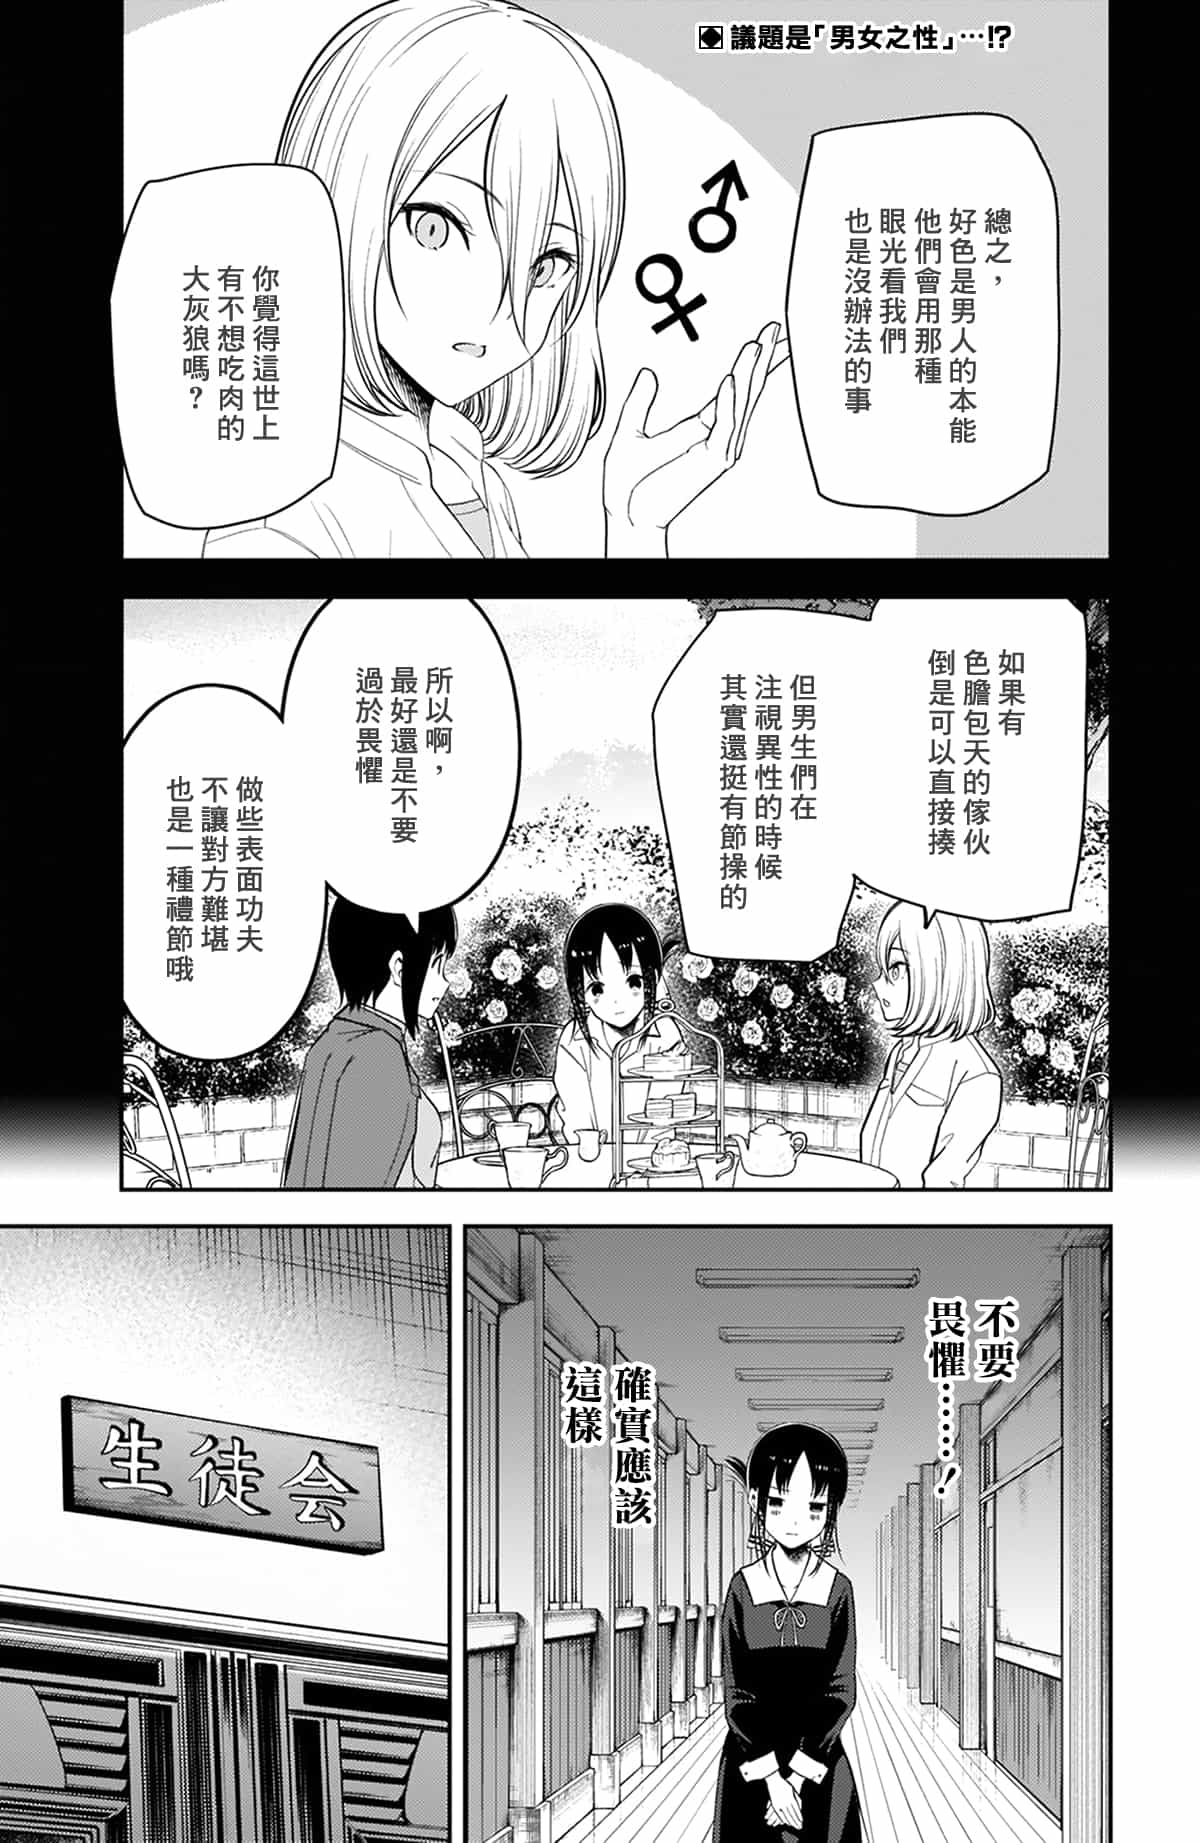 議題是「男女之性」…!?
總之，
好色是男人的本能
他們會用那種
眼光看我們
也是沒辦法的事
你覺得這世上
有不想吃肉的
大灰狼嗎？
如果有
色膽包天的傢伙
倒是可以直接揍
但男生們在
注視異性的時候
其實還挺有節操的
所以啊，
最好還是不要
過於畏懼
做些表面功夫
不讓對方難堪
也是一種禮節哦
不要
畏懼……！
確實應該
這樣
生徒会